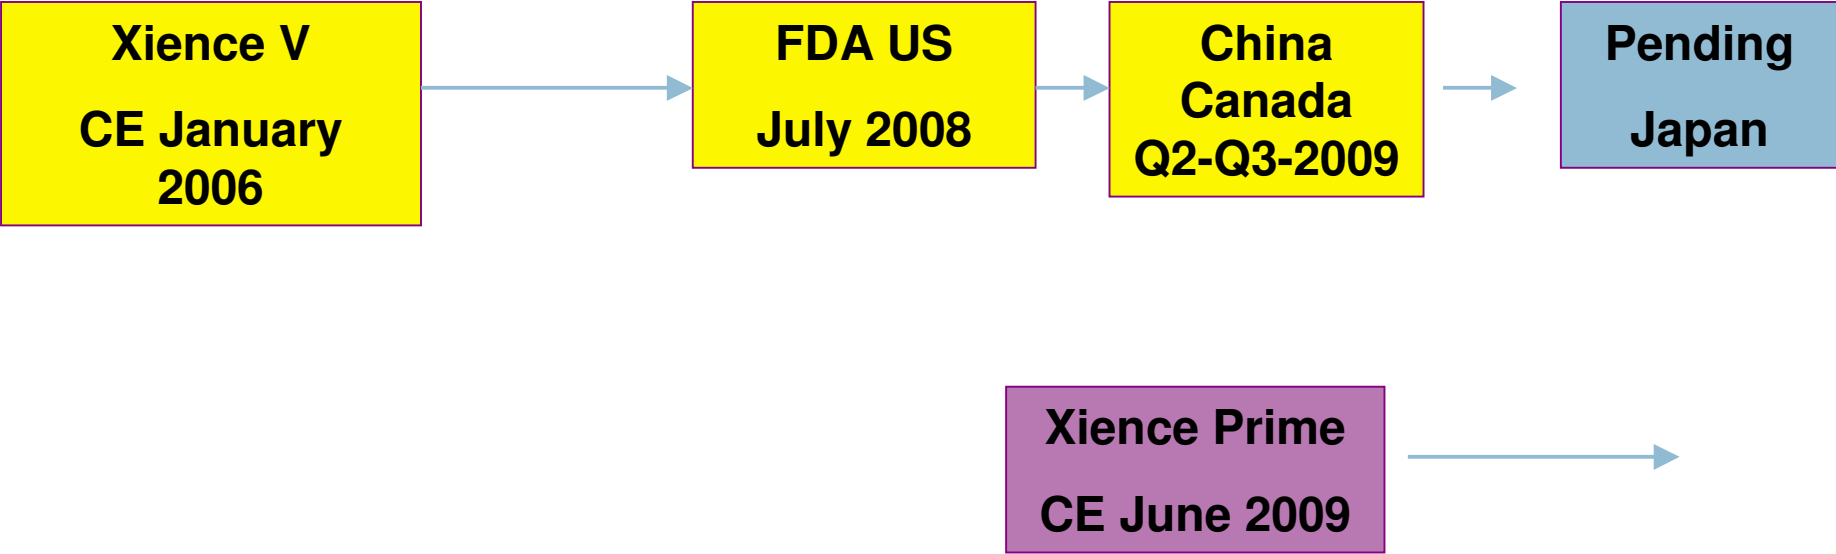 Xience V
CE January
2006
FDA US
July 2008
China
Canada
Q2-Q3-2009
Pending
Japan
Xience Prime
CE June 2009